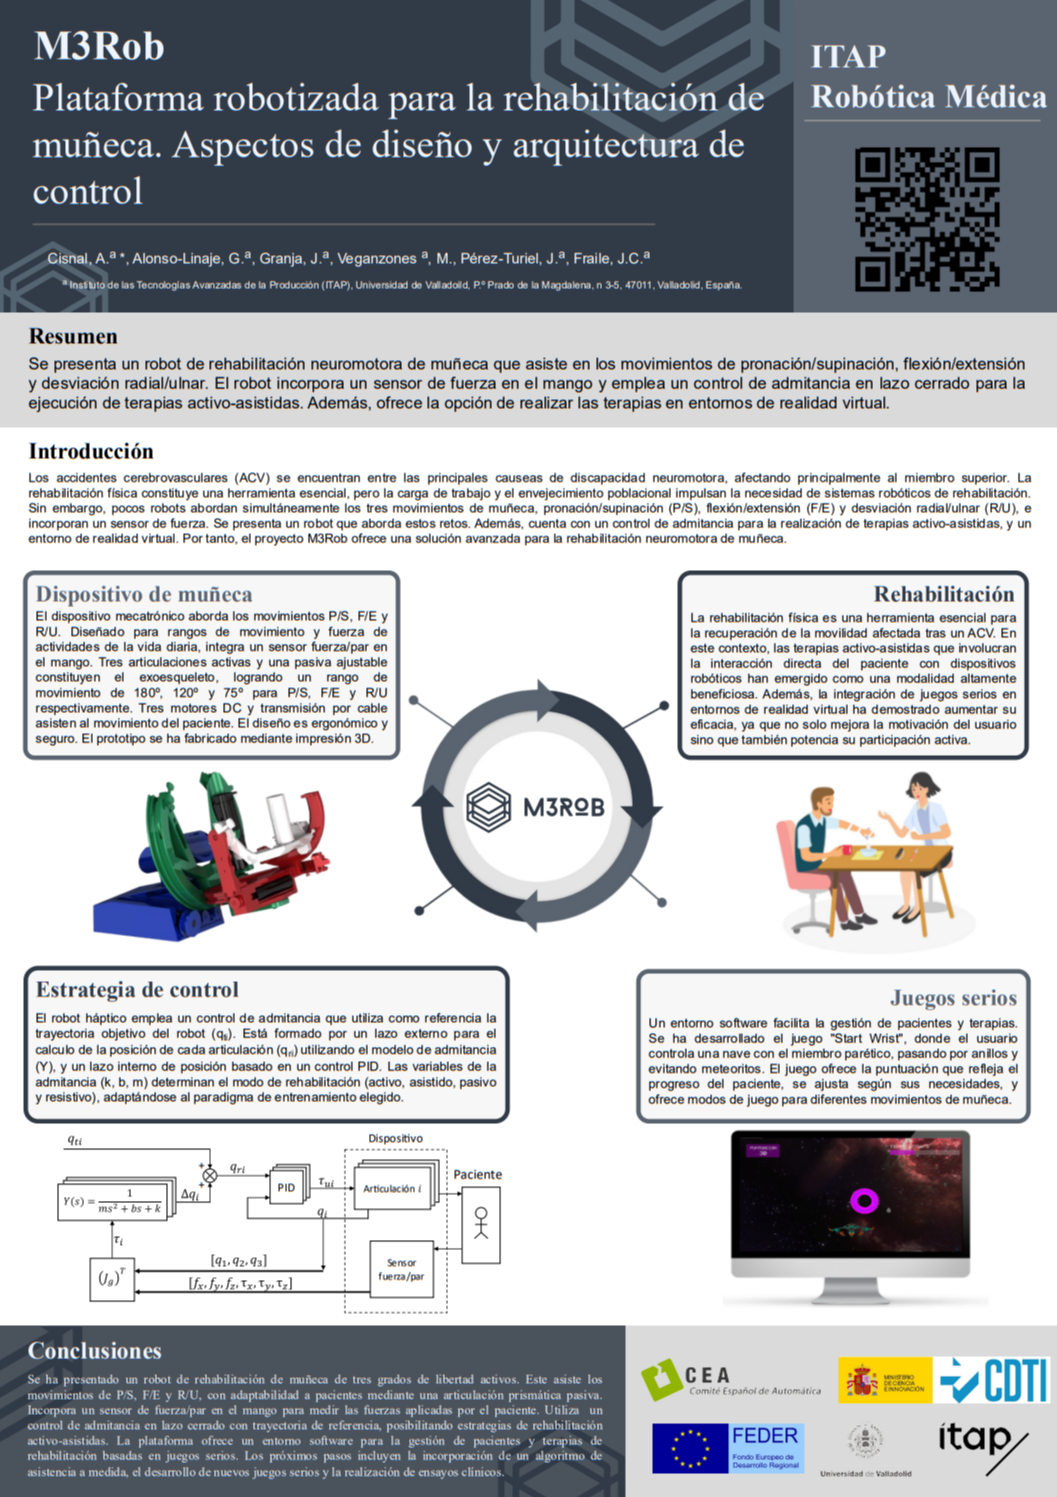 M3Rob
Plataforma robotizada para la rehabilitación de
muñeca. Aspectos de diseño y arquitectura de
control
ITAP
Robótica Médica
Cisnal, A.ª *, Alonso-Linaje, G.ª, Granja, J.ª, Veganzones ª, M., Pérez-Turiel, J.ª, Fraile, J.C.ª
ª Instituto de las Tecnologías Avanzadas de la Producción (ITAP), Universidad de Valladoild, P.º Prado de la Magdalena, n 3-5, 47011, Valladolid, España.
Resumen
Se presenta un robot de rehabilitación neuromotora de muñeca que asiste en los movimientos de pronación/supinación, flexión/extensión
y desviación radial/ulnar. El robot incorpora un sensor de fuerza en el mango y emplea un control de admitancia en lazo cerrado para la
ejecución de terapias activo-asistidas. Además, ofrece la opción de realizar las terapias en entornos de realidad virtual.
Introducción
Los accidentes cerebrovasculares (ACV) se encuentran entre las principales causeas de discapacidad neuromotora, afectando principalmente al miembro superior. La
rehabilitación física constituye una herramienta esencial, pero la carga de trabajo y el envejecimiento poblacional impulsan la necesidad de sistemas robóticos de rehabilitación.
Sin embargo, pocos robots abordan simultáneamente los tres movimientos de muñeca, pronación/supinación (P/S), flexión/extensión (F/E) y desviación radial/ulnar (R/U), e
incorporan un sensor de fuerza. Se presenta un robot que aborda estos retos. Además, cuenta con un control de admitancia para la realización de terapias activo-asistidas, y un
entorno de realidad virtual. Por tanto, el proyecto M3Rob ofrece una solución avanzada para la rehabilitación neuromotora de muñeca.
Dispositivo de muñeca
El dispositivo mecatrónico aborda los movimientos P/S, F/E y
R/U. Diseñado para rangos de movimiento y fuerza de
actividades de la vida diaria, integra un sensor fuerza/par en
el mango. Tres articulaciones activas y una pasiva ajustable
constituyen el exoesqueleto, logrando un rango de
movimiento de 180º, 120º y 75º para P/S, F/E y R/U
respectivamente. Tres motores DC y transmisión por cable
asisten al movimiento del paciente. El diseño es ergonómico y
seguro. El prototipo se ha fabricado mediante impresión 3D.
Rehabilitación
La rehabilitación física es una herramienta esencial para
la recuperación de la movilidad afectada tras un ACV. En
este contexto, las terapias activo-asistidas que involucran
la interacción directa del paciente con dispositivos
robóticos han emergido como una modalidad altamente
beneficiosa. Además, la integración de juegos serios en
entornos de realidad virtual ha demostrado aumentar su
eficacia, ya que no solo mejora la motivación del usuario
sino que también potencia su participación activa.
M3ROB
Estrategia de control
El robot háptico emplea un control de admitancia que utiliza como referencia la
trayectoria objetivo del robot (qti). Está formado por un lazo externo para el
calculo de la posición de cada articulación (qri) utilizando el modelo de admitancia
(Y), y un lazo interno de posición basado en un control PID. Las variables de la
admitancia (k, b, m) determinan el modo de rehabilitación (activo, asistido, pasivo
y resistivo), adaptándose al paradigma de entrenamiento elegido.
Juegos serios
Un entorno software facilita la gestión de pacientes y terapias.
Se ha desarrollado el juego "Start Wrist", donde el usuario
controla una nave con el miembro parético, pasando por anillos y
evitando meteoritos. El juego ofrece la puntuación que refleja el
progreso del paciente, se ajusta según sus necesidades, y
ofrece modos de juego para diferentes movimientos de muñeca.
qti
Dispositivo
+
+
qri
PID
τui
Articulación i
Paciente
Y(s) = 1 / ms² + bs + k
Δqi
qi
τi
(Jg)ᵀ
[q1, q2, q3]
[fx, fy, fz, τx, τy, τz]
Sensor
fuerza/par
Conclusiones
Se ha presentado un robot de rehabilitación de muñeca de tres grados de libertad activos. Este asiste los
movimientos de P/S, F/E y R/U, con adaptabilidad a pacientes mediante una articulación prismática pasiva.
Incorpora un sensor de fuerza/par en el mango para medir las fuerzas aplicadas por el paciente. Utiliza un
control de admitancia en lazo cerrado con trayectoria de referencia, posibilitando estrategias de rehabilitación
activo-asistidas. La plataforma ofrece un entorno software para la gestión de pacientes y terapias de
rehabilitación basadas en juegos serios. Los próximos pasos incluyen la incorporación de un algoritmo de
asistencia a medida, el desarrollo de nuevos juegos serios y la realización de ensayos clínicos.
CEA
Comité Español de Automática
MINISTERIO
DE CIENCIA
E INNOVACIÓN
CDTI
FEDER
Fondo Europeo de
Desarrollo Regional
Universidad de Valladolid
itap